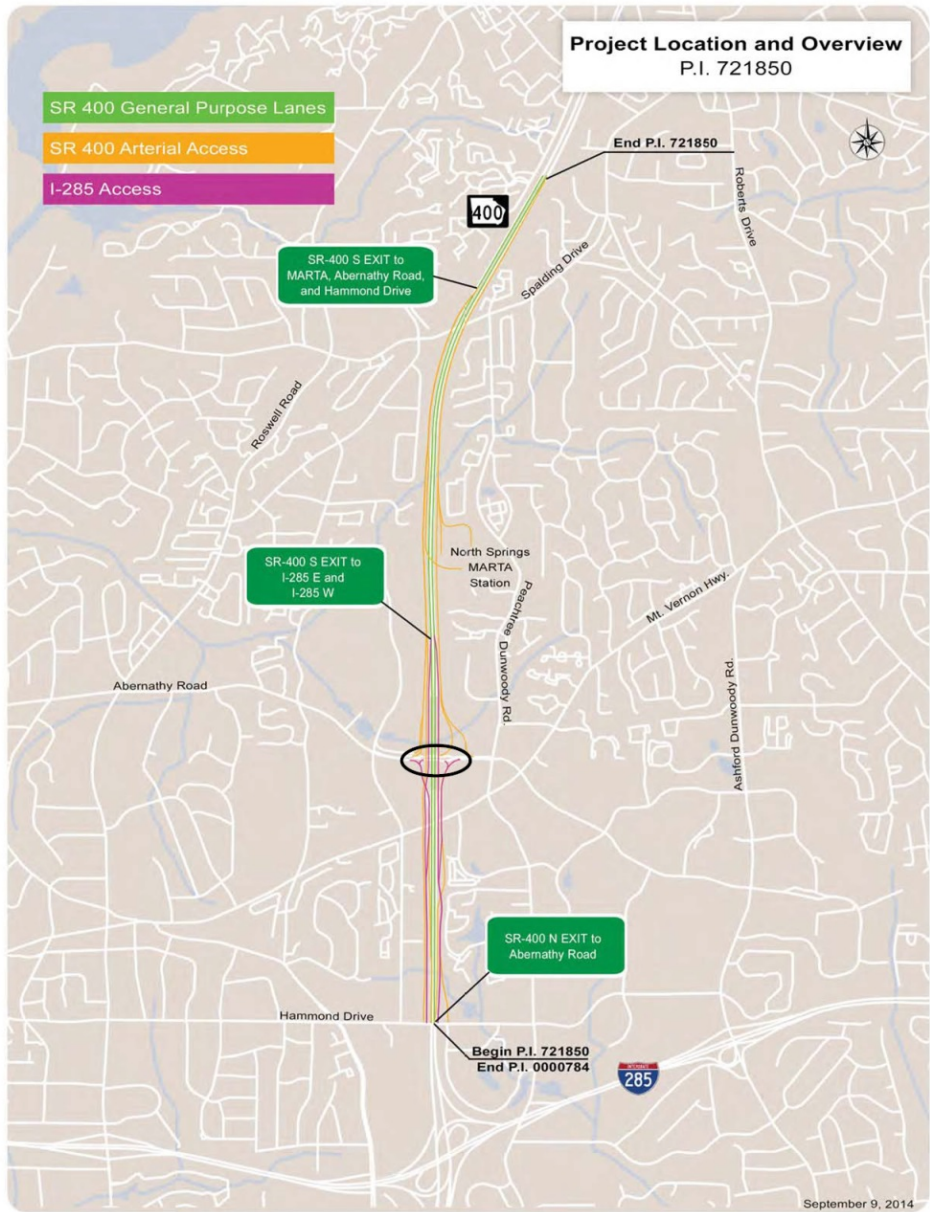 Project Location and Overview
P.I. 721850
SR 400 General Purpose Lanes
SR 400 Arterial Access
I-285 Access
End P.I. 721850
Roberts Drive
400
SR-400 S EXIT to
MARTA, Abernathy Road,
and Hammond Drive
Spalding Drive
Roswell Road
North Springs
MARTA
Station
SR-400 S EXIT to
I-285 E and
I-285 W
Peachtree Dunwoody Rd.
Mt. Vernon Hwy.
Abernathy Road
Ashford Dunwoody Rd.
SR-400 N EXIT to
Abernathy Road
Hammond Drive
Begin P.I. 721850
End P.I. 0000784
INTERSTATE
285
September 9, 2014